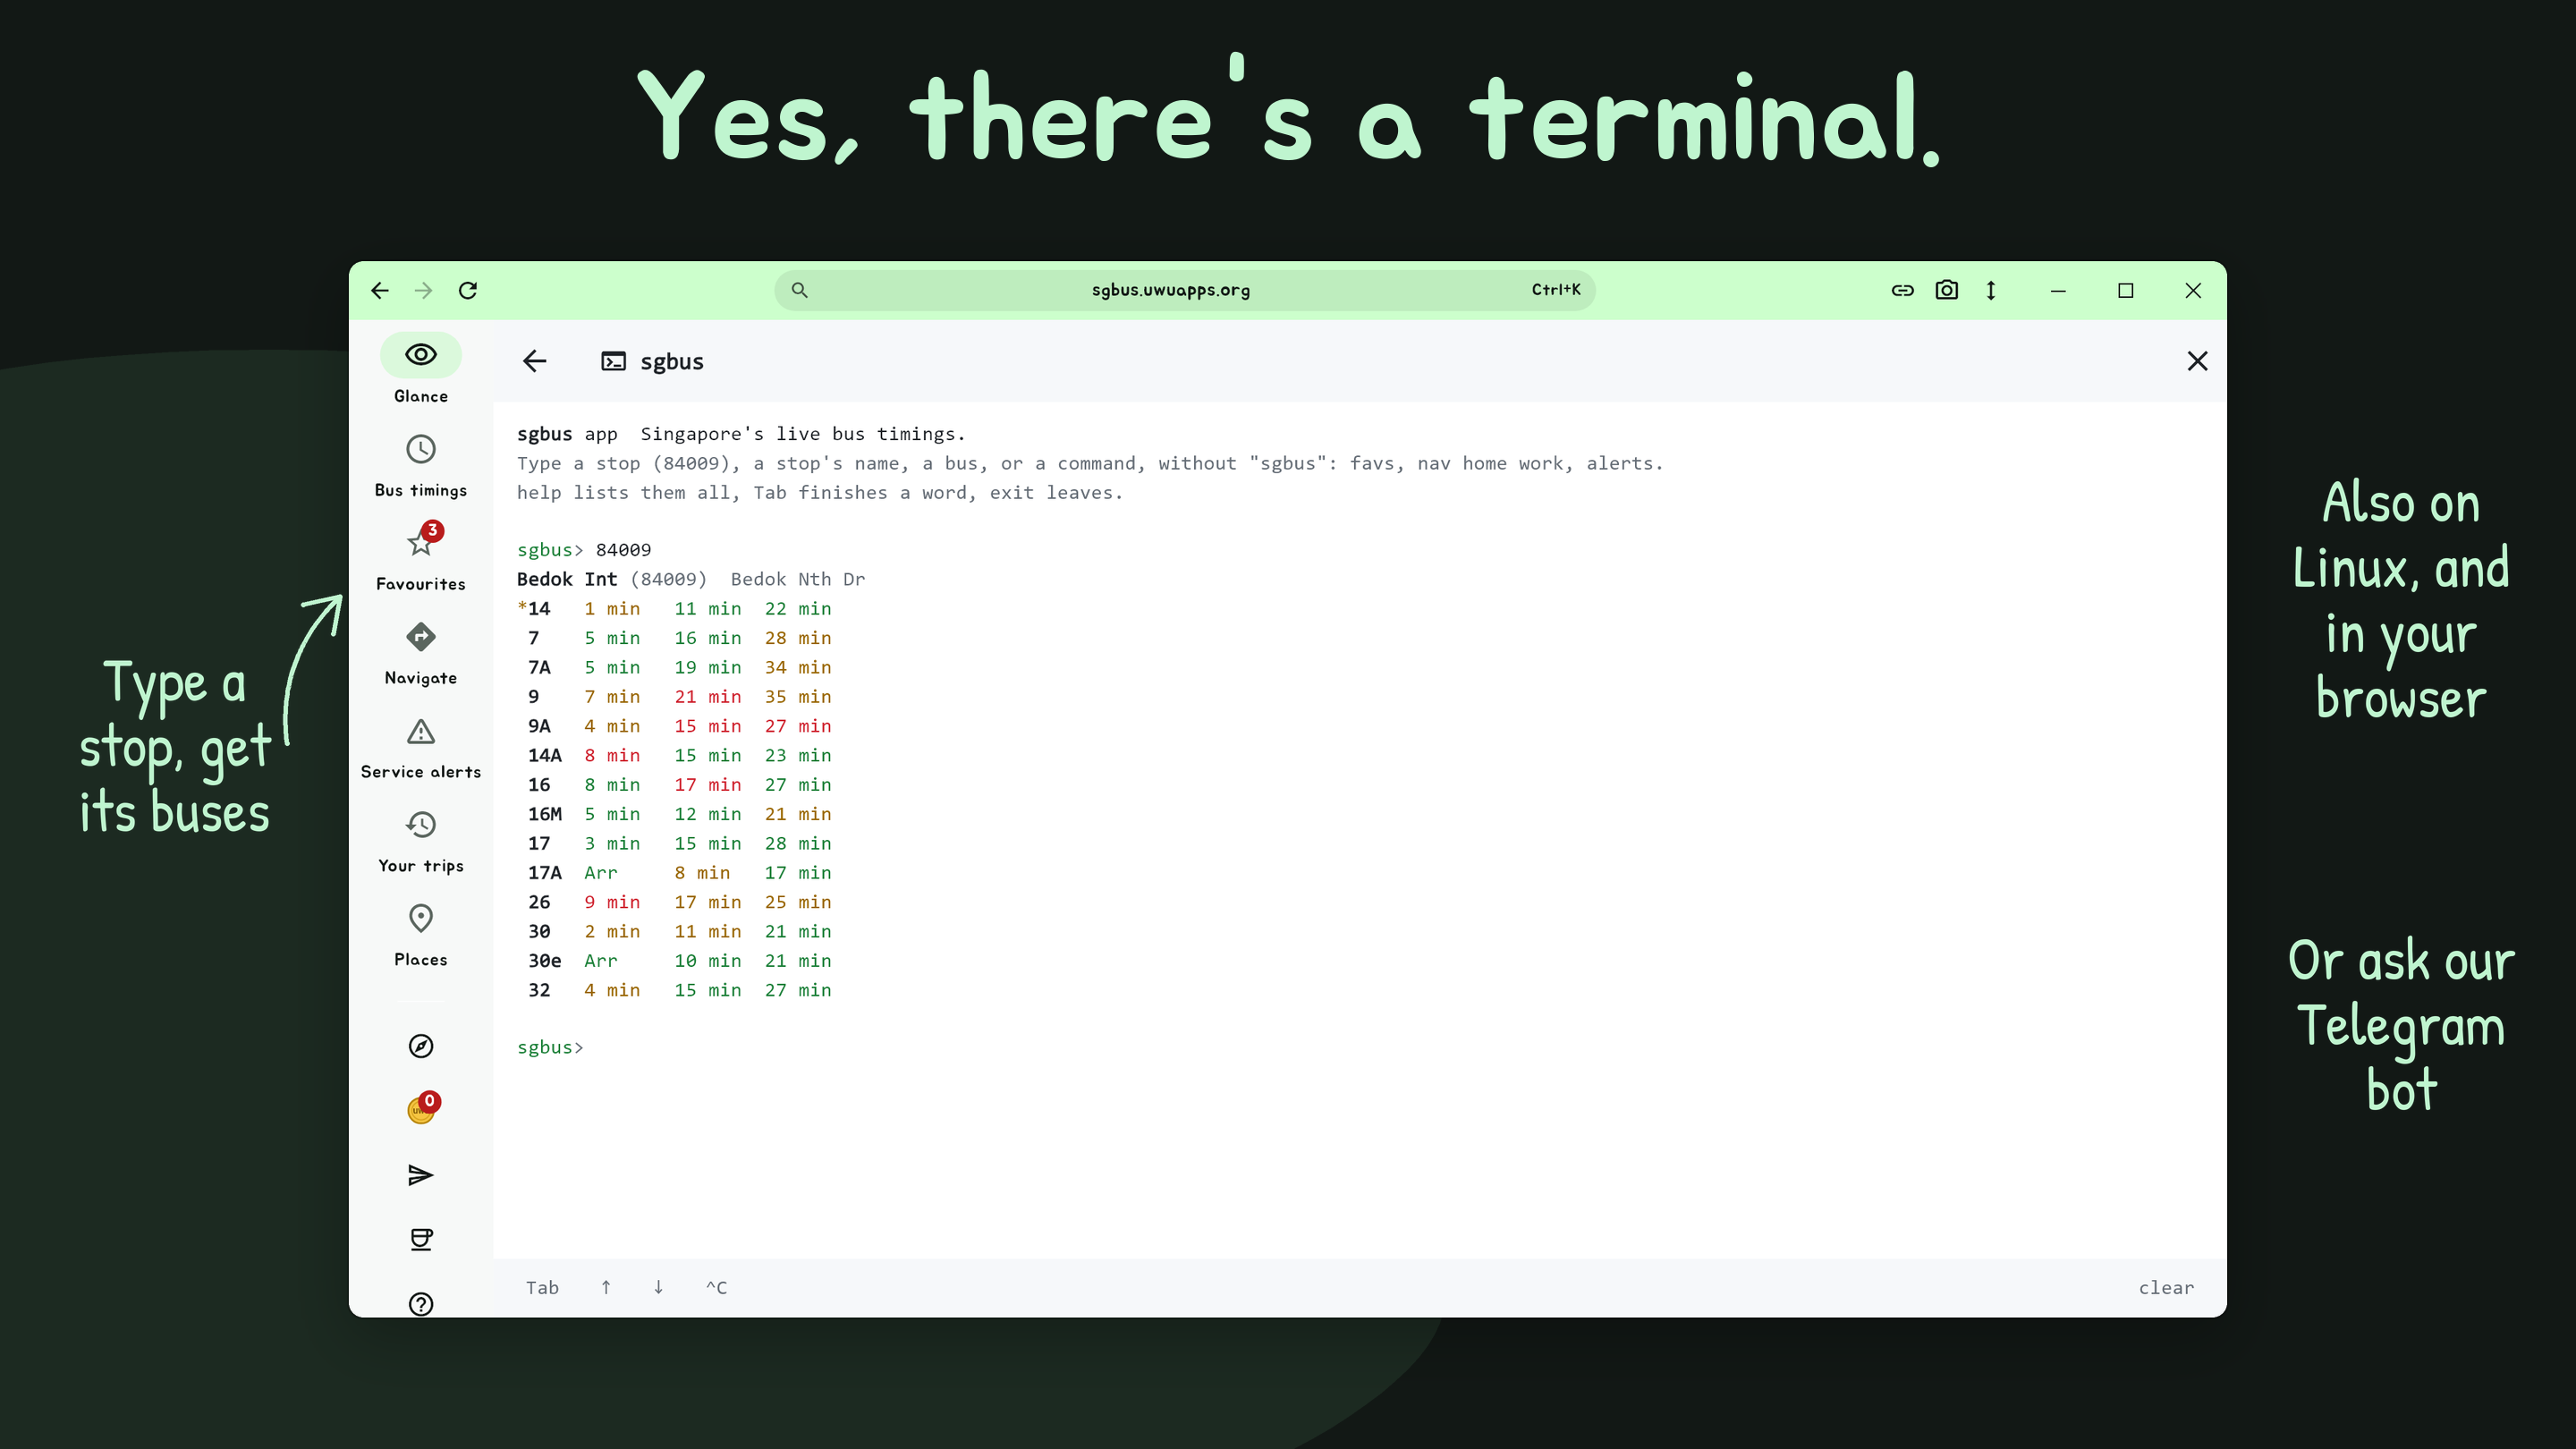 Yes, there's a terminal.
sgbus.uwuapps.org
Ctrl+K
Glance
Bus timings
3
Favourites
Navigate
Service alerts
Your trips
Places
0
sgbus
sgbus app  Singapore's live bus timings.
Type a stop (84009), a stop's name, a bus, or a command, without "sgbus": favs, nav home work, alerts.
help lists them all, Tab finishes a word, exit leaves.
sgbus> 84009
Bedok Int (84009)  Bedok Nth Dr
*14  1 min  11 min  22 min
7  5 min  16 min  28 min
7A  5 min  19 min  34 min
9  7 min  21 min  35 min
9A  4 min  15 min  27 min
14A  8 min  15 min  23 min
16  8 min  17 min  27 min
16M  5 min  12 min  21 min
17  3 min  15 min  28 min
17A  Arr  8 min  17 min
26  9 min  17 min  25 min
30  2 min  11 min  21 min
30e  Arr  10 min  21 min
32  4 min  15 min  27 min
sgbus>
Tab  ↑  ↓  ^C
clear
Type a
stop, get
its buses
Also on
Linux, and
in your
browser
Or ask our
Telegram
bot